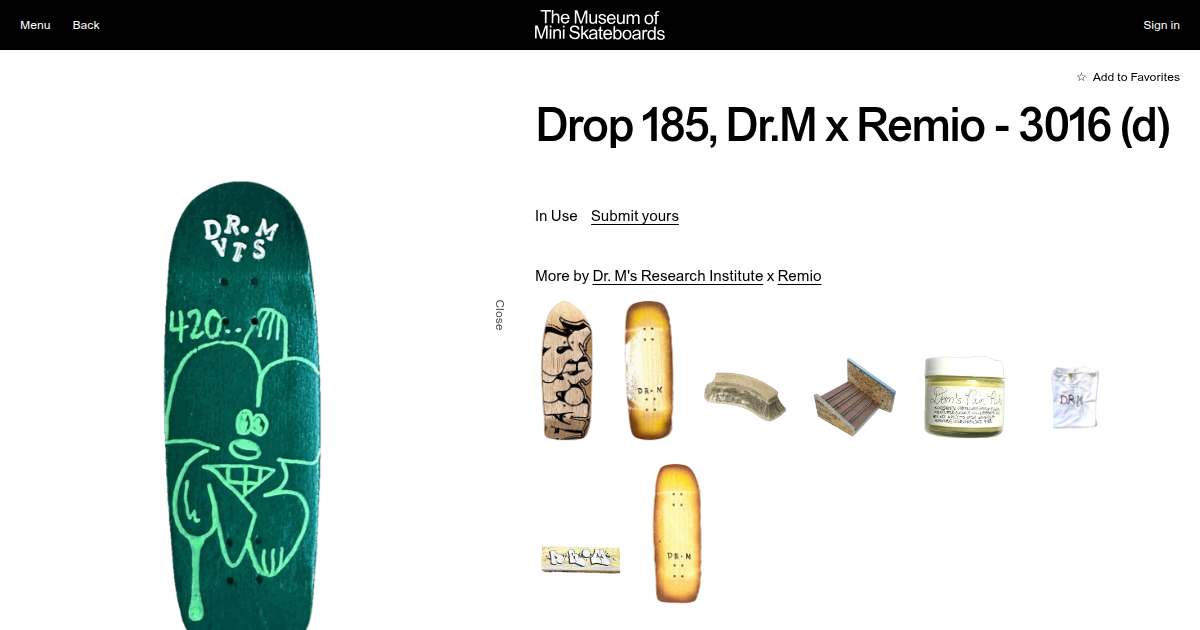 Menu
Back
The Museum of
Mini Skateboards
Sign in
☆ Add to Favorites
Drop 185, Dr.M x Remio - 3016 (d)
In Use
Submit yours
More by Dr. M's Research Institute x Remio
Close
DR. M
VTS
420..
DR. M
DRM
DR. M